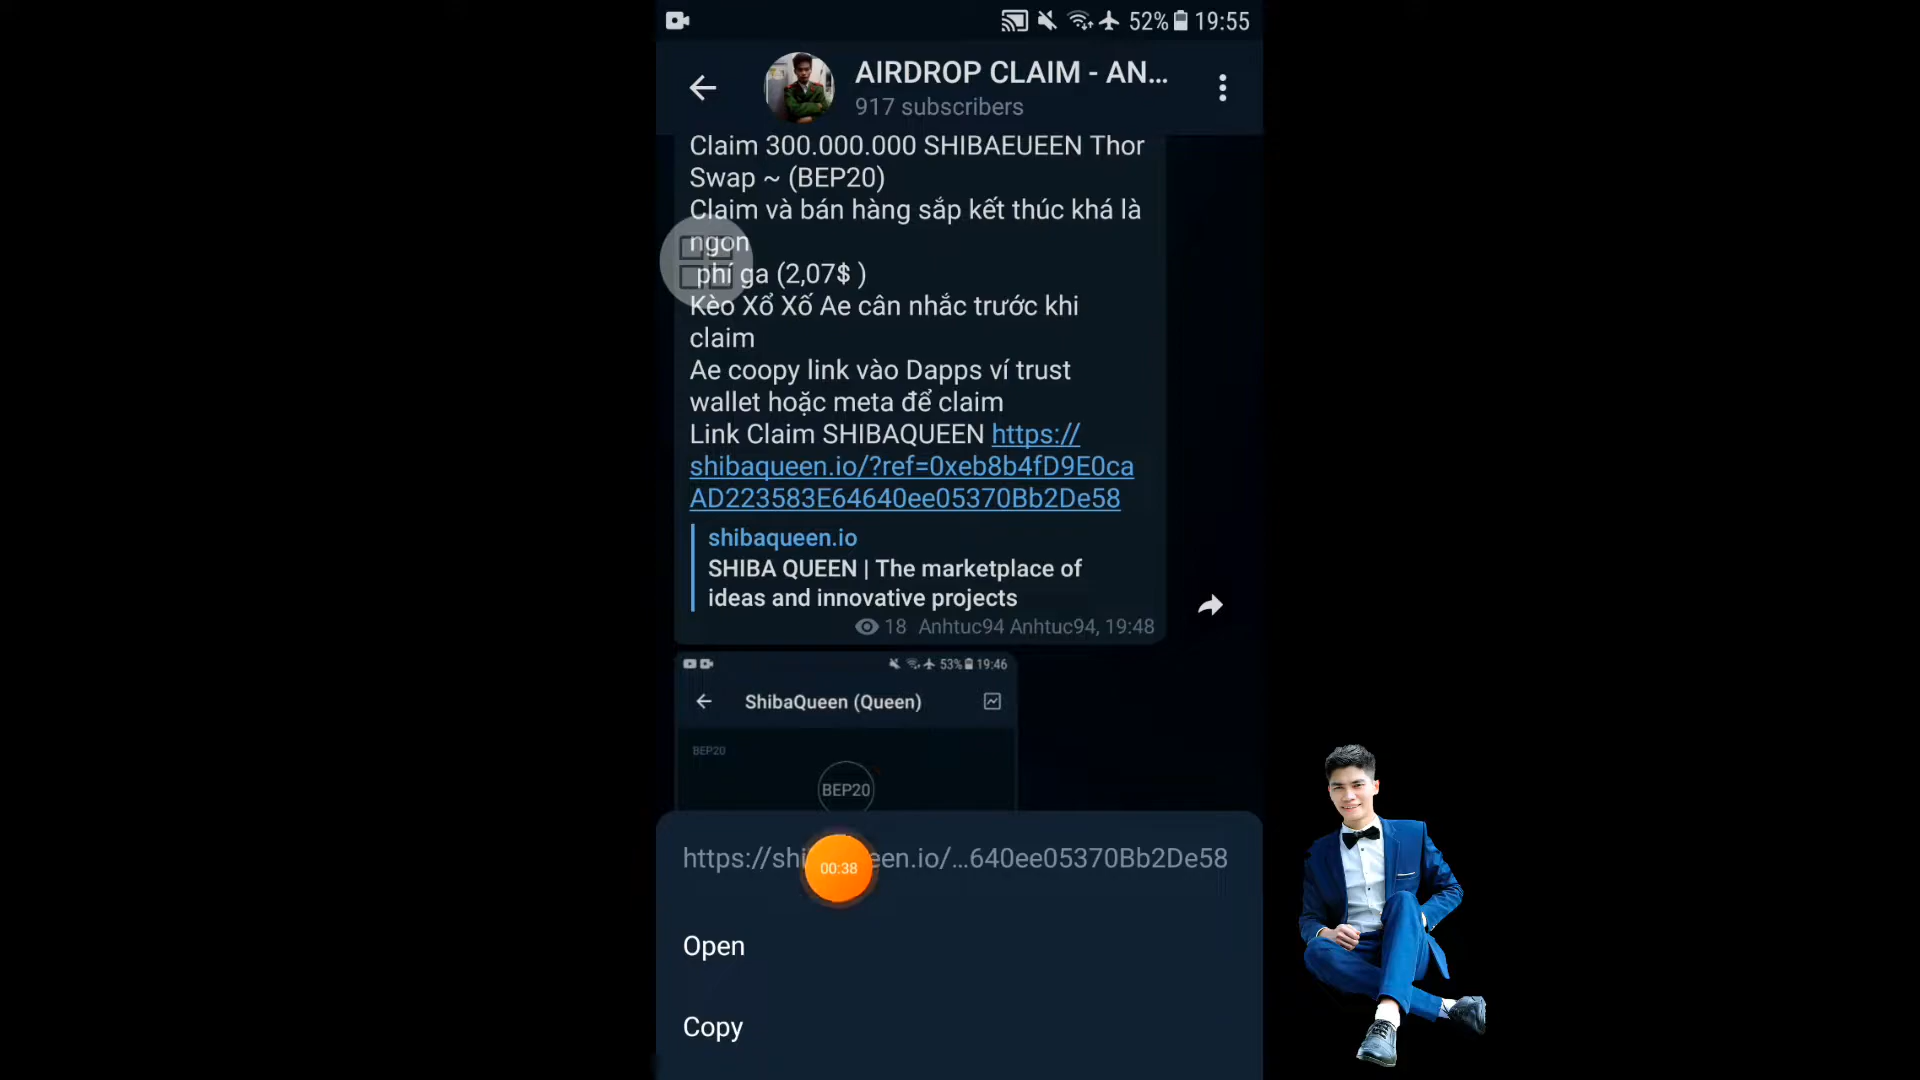 52% 19:55
AIRDROP CLAIM - AN...
917 subscribers
Claim 300.000.000 SHIBAEUEEN Thor
Swap ~ (BEP20)
Claim và bán hàng sắp kết thúc khá là
ngon
phí ga (2,07$ )
Kèo Xổ Xố Ae cân nhắc trước khi
claim
Ae coopy link vào Dapps ví trust
wallet hoặc meta để claim
Link Claim SHIBAQUEEN https://
shibaqueen.io/?ref=0xeb8b4fD9E0ca
AD223583E64640ee05370Bb2De58
shibaqueen.io
SHIBA QUEEN | The marketplace of
ideas and innovative projects
18 Anhtuc94 Anhtuc94, 19:48
53% 19:46
ShibaQueen (Queen)
BEP20
BEP20
https://shi een.io/...640ee05370Bb2De58
00:38
Open
Copy